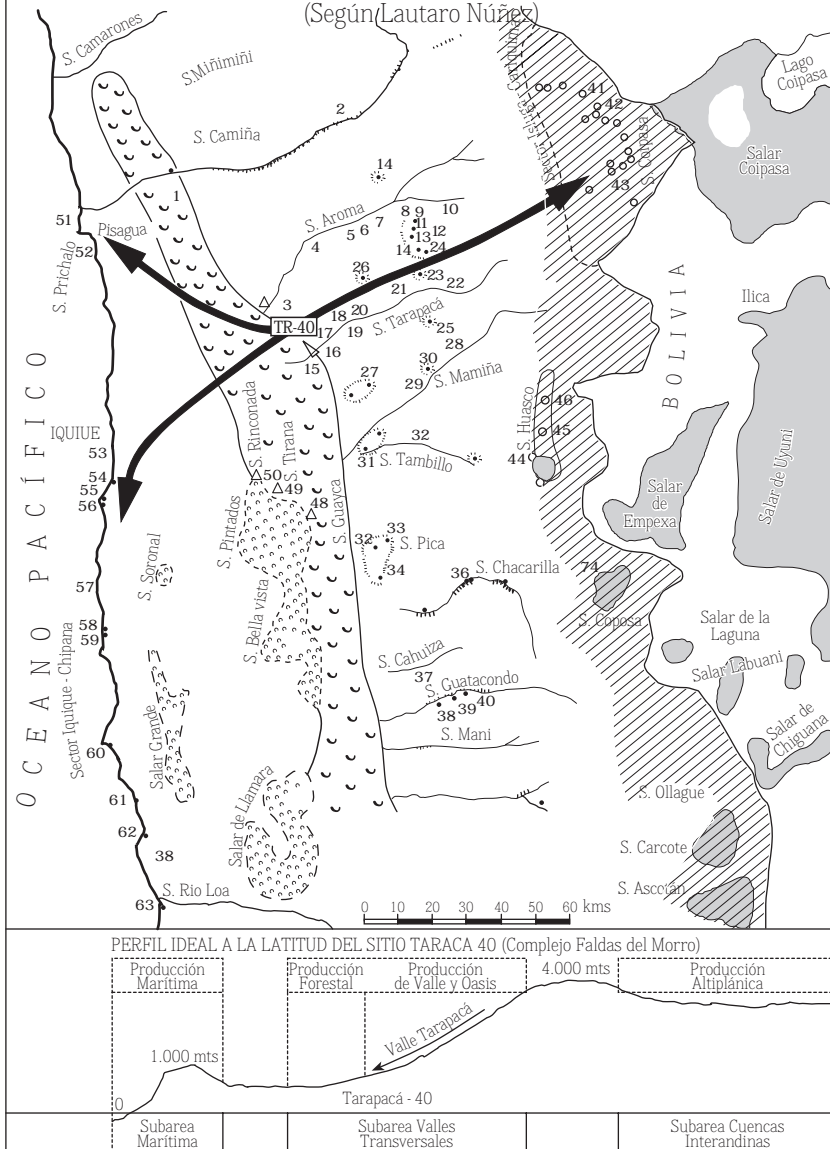 (Según Lautaro Núñez)
S. Camarones
S.Miñimiñi
2
S. Camiña
14
1
51
Pisagua
52
S. Prichalo
S. Aroma
4
5
6
7
8
9
10
11
12
13
14
24
26
23
22
21
3
TR-40
17
18
20
19
S. Tarapacá
16
15
25
28
30
29
S. Mamiña
27
31
32
S. Tambillo
Cariquima
41
42
43
S. Coipasa
Lago
Coipasa
Salar
Coipasa
BOLIVIA
Ilica
Salar de Uyuni
S. Huasco
46
45
44
Salar
de
Empexa
OCEANO PACÍFICO
IQUIUE
53
54
55
56
S. Rinconada
S. Tirana
50
49
48
S. Guayca
S. Pintados
S. Bella vista
S. Soronal
57
58
59
Sector Iquique - Chipana
Salar Grande
60
61
62
38
Salar de Llamara
S. Rio Loa
63
33
32
34
S. Pica
36
S. Chacarilla
S. Cahuiza
37
S. Guatacondo
38
39
40
S. Mani
74
S. Coposa
Salar de la
Laguna
Salar Labuani
Salar de
Chiguana
S. Ollague
S. Carcote
S. Ascotán
0 10 20 30 40 50 60 kms
PERFIL IDEAL A LA LATITUD DEL SITIO TARACA 40 (Complejo Faldas del Morro)
Producción
Marítima
Producción
Forestal
Producción
de Valle y Oasis
4.000 mts
Producción
Altiplánica
1.000 mts
Valle Tarapacá
0
Tarapacá - 40
Subarea
Marítima
Subarea Valles
Transversales
Subarea Cuencas
Interandinas